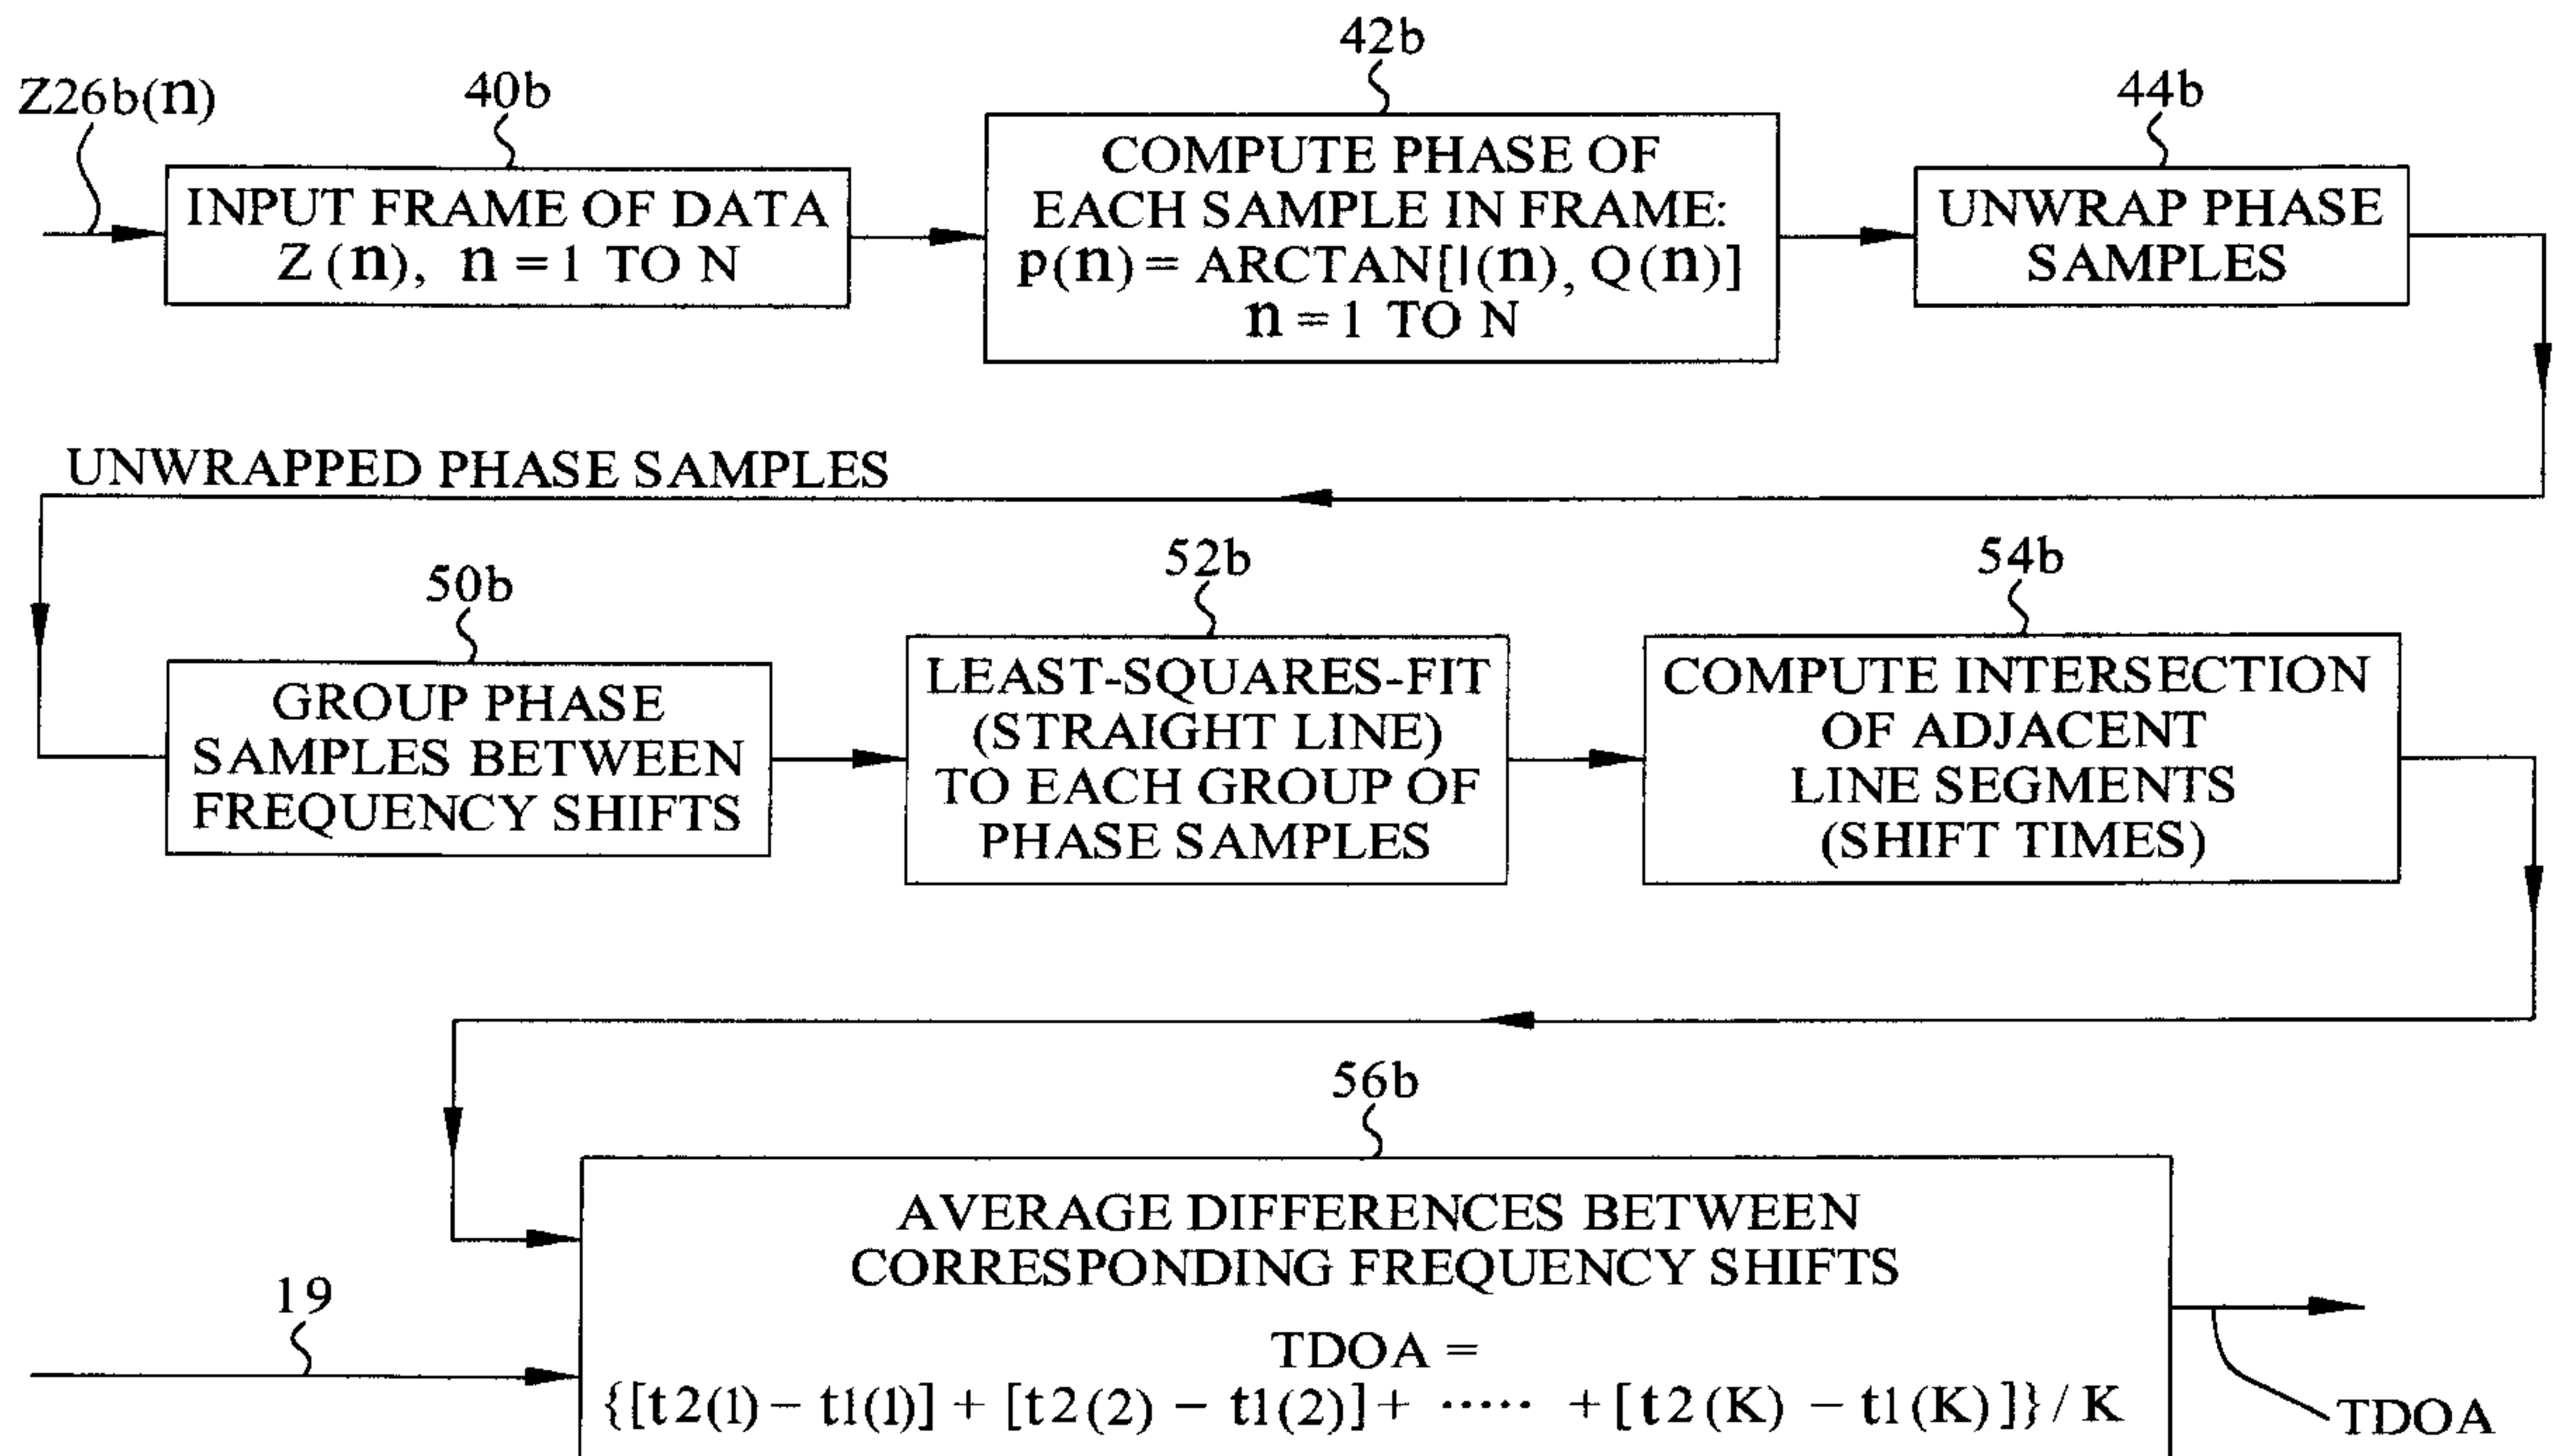 42b
Z26b(n)
40b
44b
INPUT FRAME OF DATA
Z(n), n = 1 TO N
COMPUTE PHASE OF
EACH SAMPLE IN FRAME:
p(n) = ARCTAN[I(n), Q(n)]
n = 1 TO N
UNWRAP PHASE
SAMPLES
UNWRAPPED PHASE SAMPLES
50b
52b
54b
GROUP PHASE
SAMPLES BETWEEN
FREQUENCY SHIFTS
LEAST-SQUARES-FIT
(STRAIGHT LINE)
TO EACH GROUP OF
PHASE SAMPLES
COMPUTE INTERSECTION
OF ADJACENT
LINE SEGMENTS
(SHIFT TIMES)
56b
AVERAGE DIFFERENCES BETWEEN
CORRESPONDING FREQUENCY SHIFTS
19
TDOA =
{[t2(1) – t1(1)] + [t2(2) – t1(2)] + ····· + [t2(K) – t1(K)]} / K
TDOA